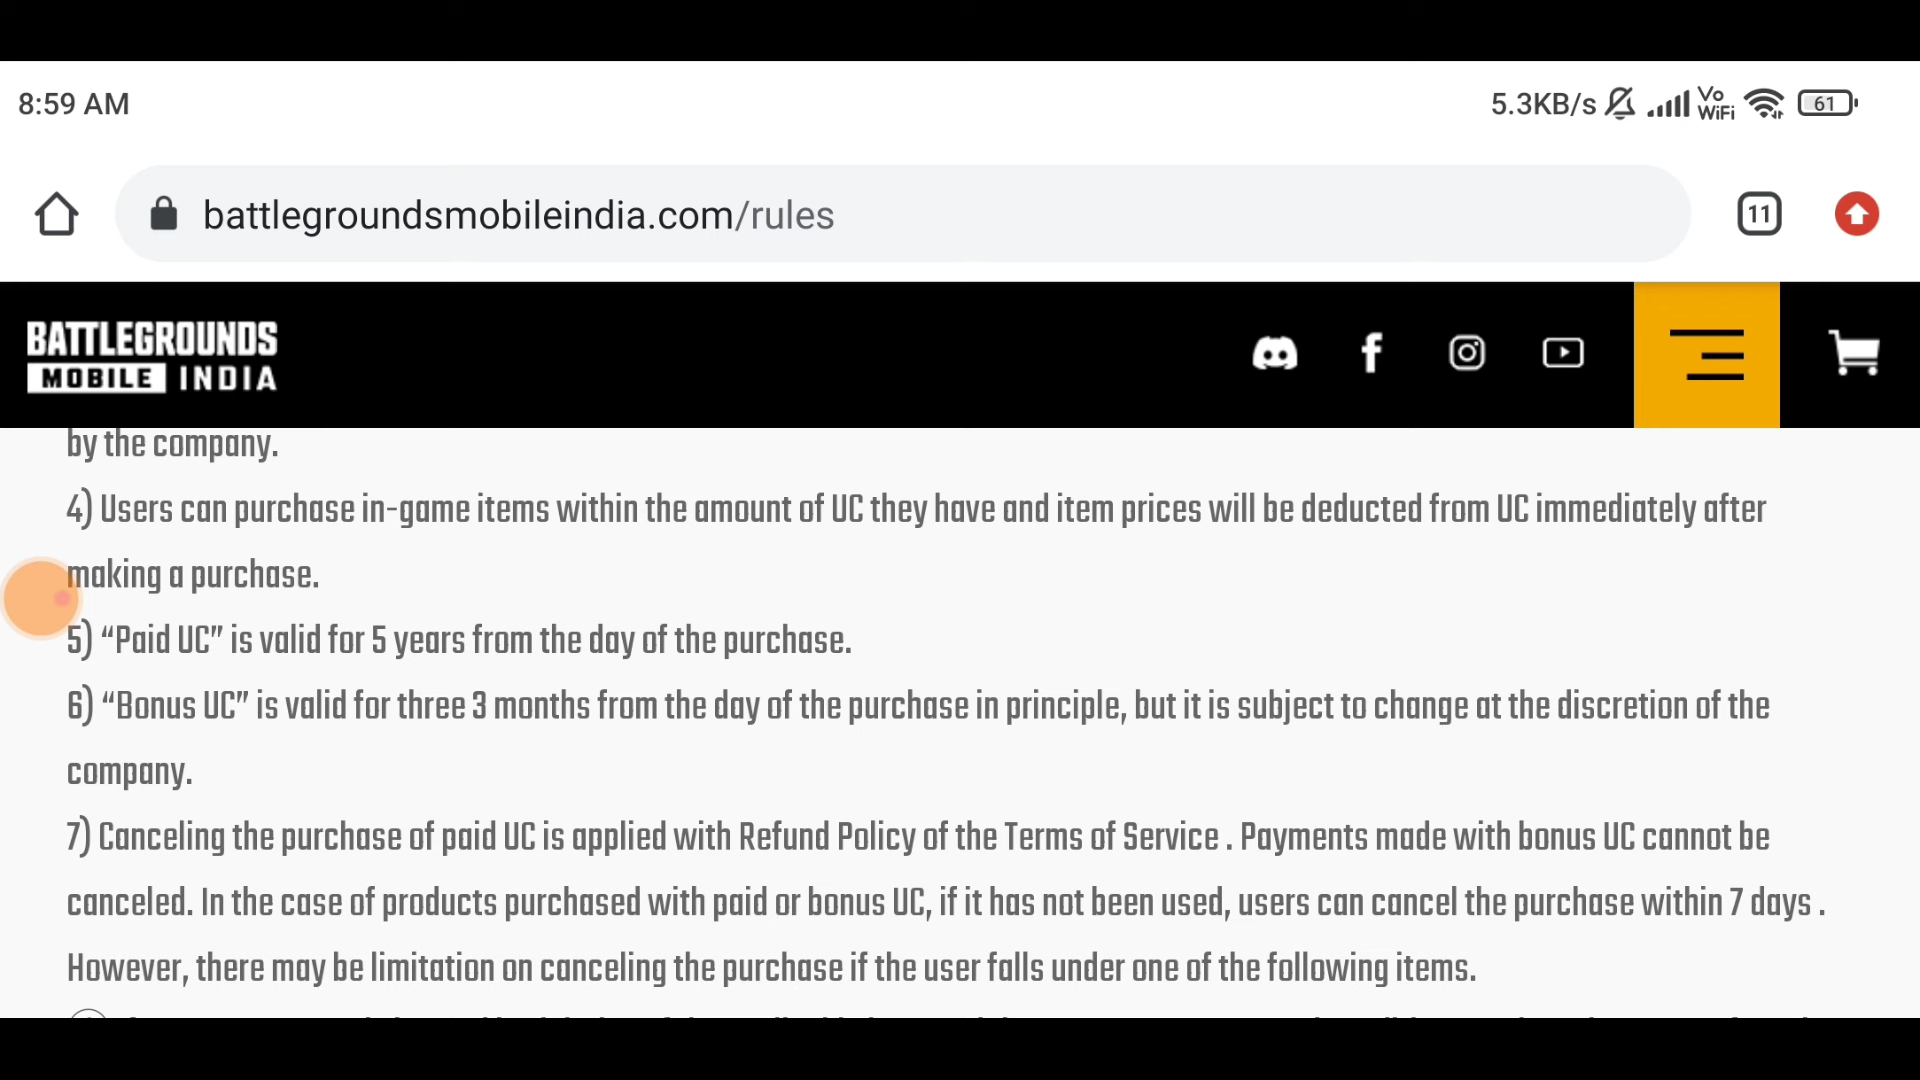 8:59 AM
5.3KB/s Vo WiFi 61
battlegroundsmobileindia.com/rules
11
BATTLEGROUNDS
MOBILE INDIA
by the company.
4) Users can purchase in-game items within the amount of UC they have and item prices will be deducted from UC immediately after
making a purchase.
5) “Paid UC” is valid for 5 years from the day of the purchase.
6) “Bonus UC” is valid for three 3 months from the day of the purchase in principle, but it is subject to change at the discretion of the
company.
7) Canceling the purchase of paid UC is applied with Refund Policy of the Terms of Service . Payments made with bonus UC cannot be
canceled. In the case of products purchased with paid or bonus UC, if it has not been used, users can cancel the purchase within 7 days .
However, there may be limitation on canceling the purchase if the user falls under one of the following items.